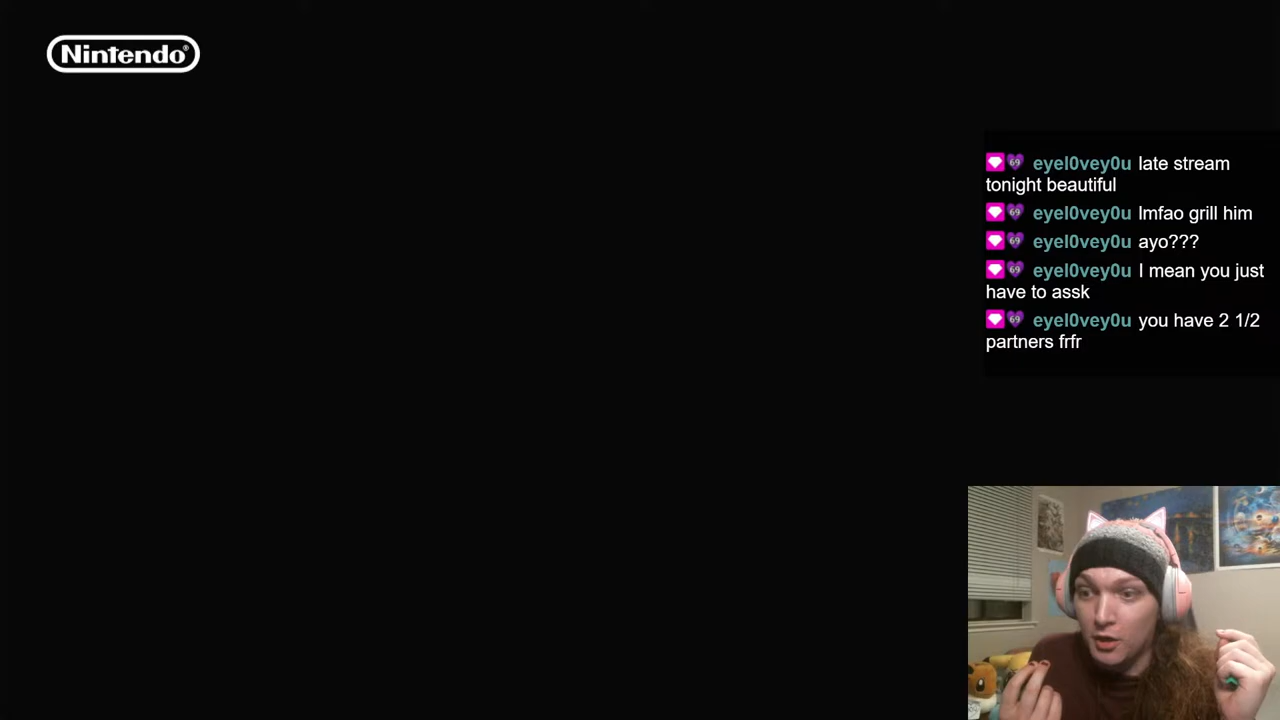 Nintendo®
eyel0vey0u late stream
tonight beautiful
eyel0vey0u lmfao grill him
eyel0vey0u ayo???
eyel0vey0u I mean you just
have to assk
eyel0vey0u you have 2 1/2
partners frfr